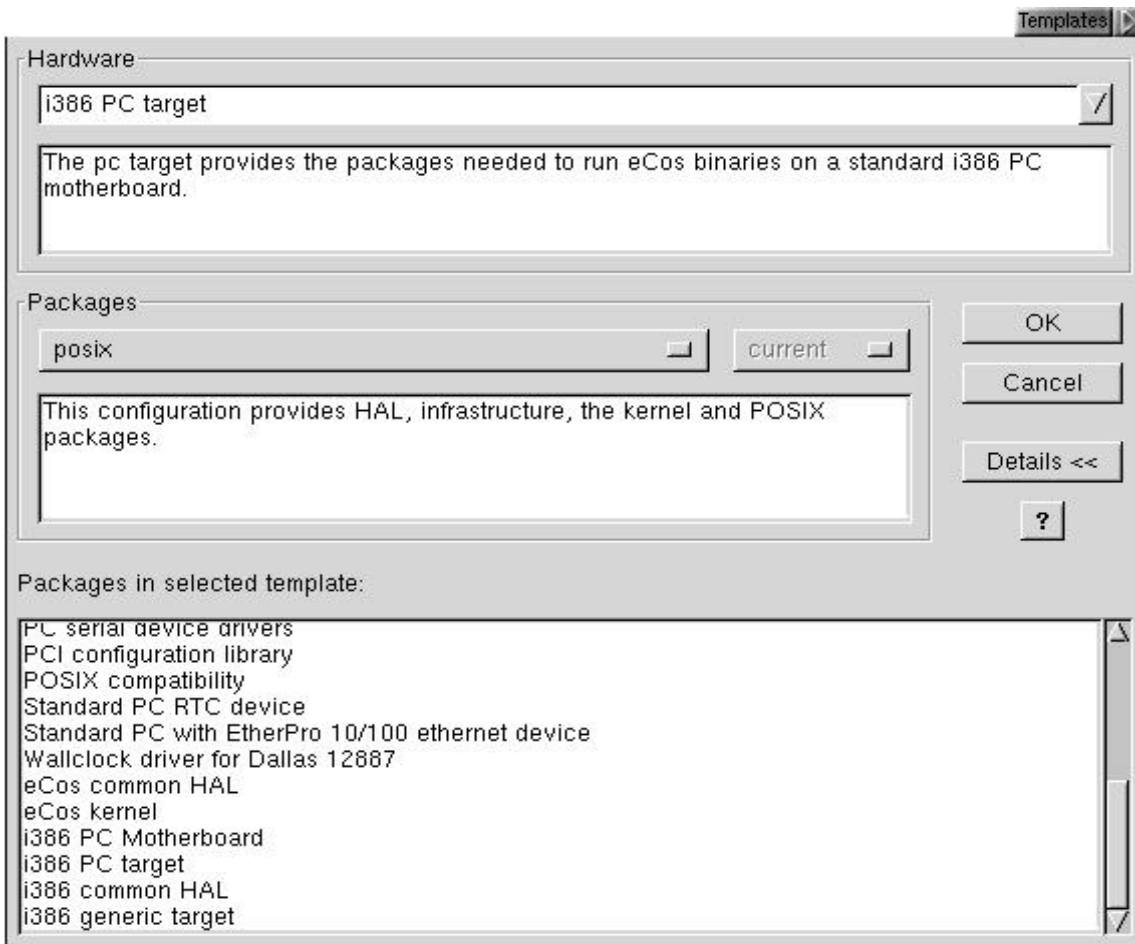 Templates
Hardware
i386 PC target
The pc target provides the packages needed to run eCos binaries on a standard i386 PC
motherboard.
Packages
posix
current
This configuration provides HAL, infrastructure, the kernel and POSIX
packages.
OK
Cancel
Details <<
?
Packages in selected template:
PC serial device drivers
PCI configuration library
POSIX compatibility
Standard PC RTC device
Standard PC with EtherPro 10/100 ethernet device
Wallclock driver for Dallas 12887
eCos common HAL
eCos kernel
i386 PC Motherboard
i386 PC target
i386 common HAL
i386 generic target